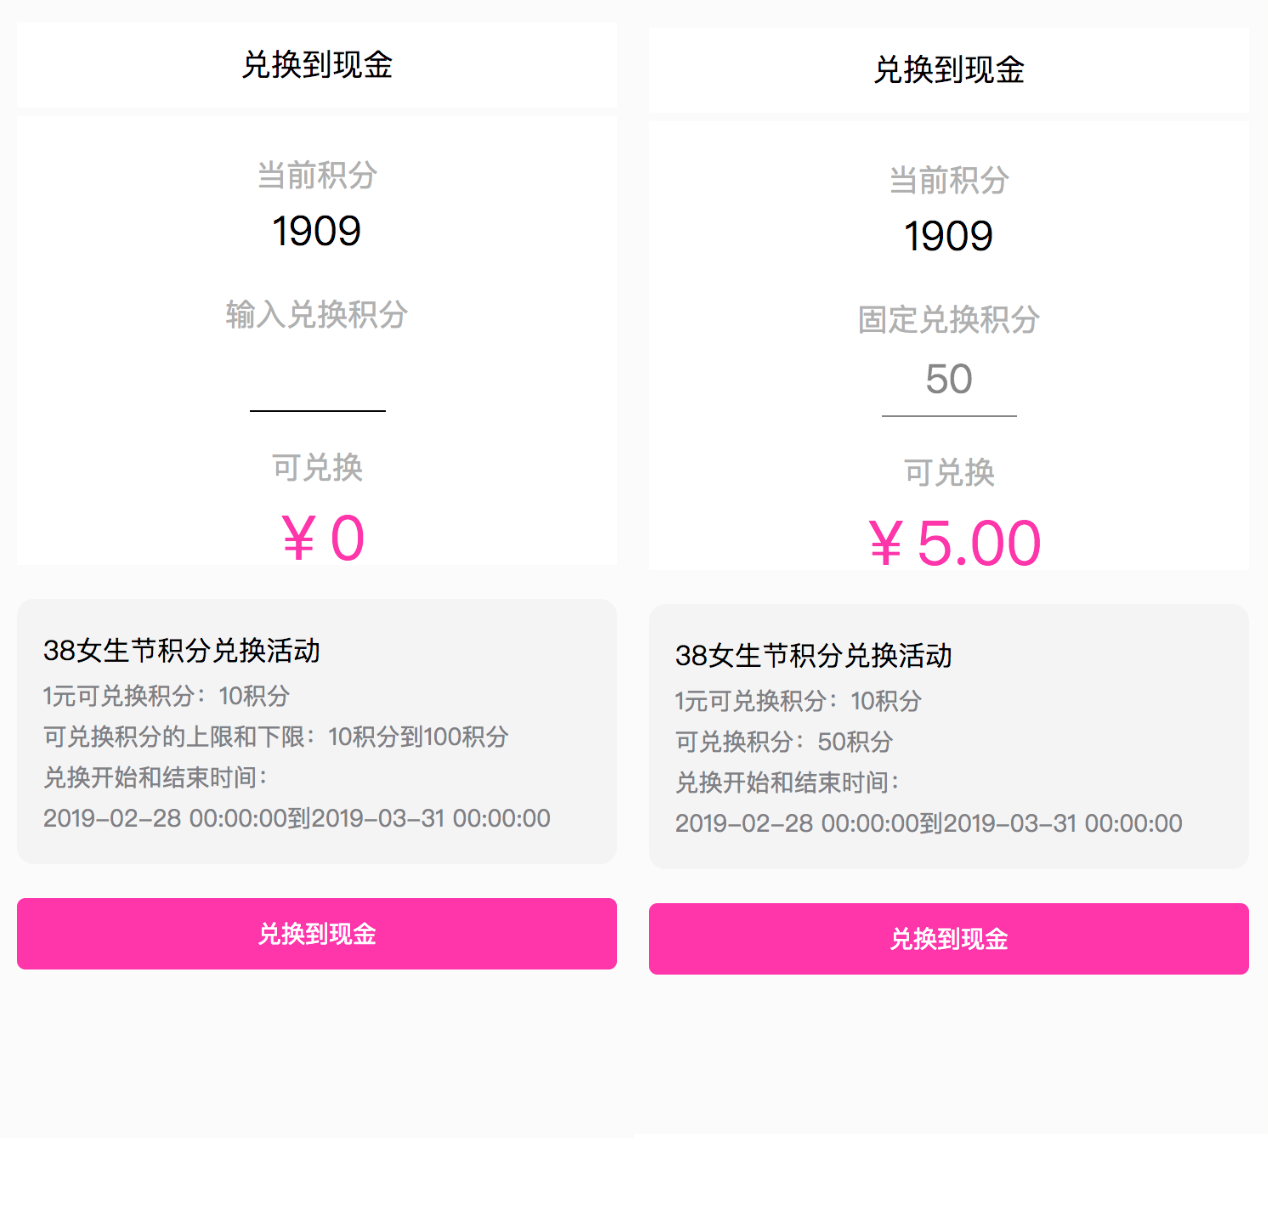 兑换到现金
当前积分
1909
输入兑换积分
可兑换
¥ 0
38女生节积分兑换活动
1元可兑换积分：10积分
可兑换积分的上限和下限：10积分到100积分
兑换开始和结束时间：
2019-02-28 00:00:00到2019-03-31 00:00:00
兑换到现金
兑换到现金
当前积分
1909
固定兑换积分
50
可兑换
¥ 5.00
38女生节积分兑换活动
1元可兑换积分：10积分
可兑换积分：50积分
兑换开始和结束时间：
2019-02-28 00:00:00到2019-03-31 00:00:00
兑换到现金